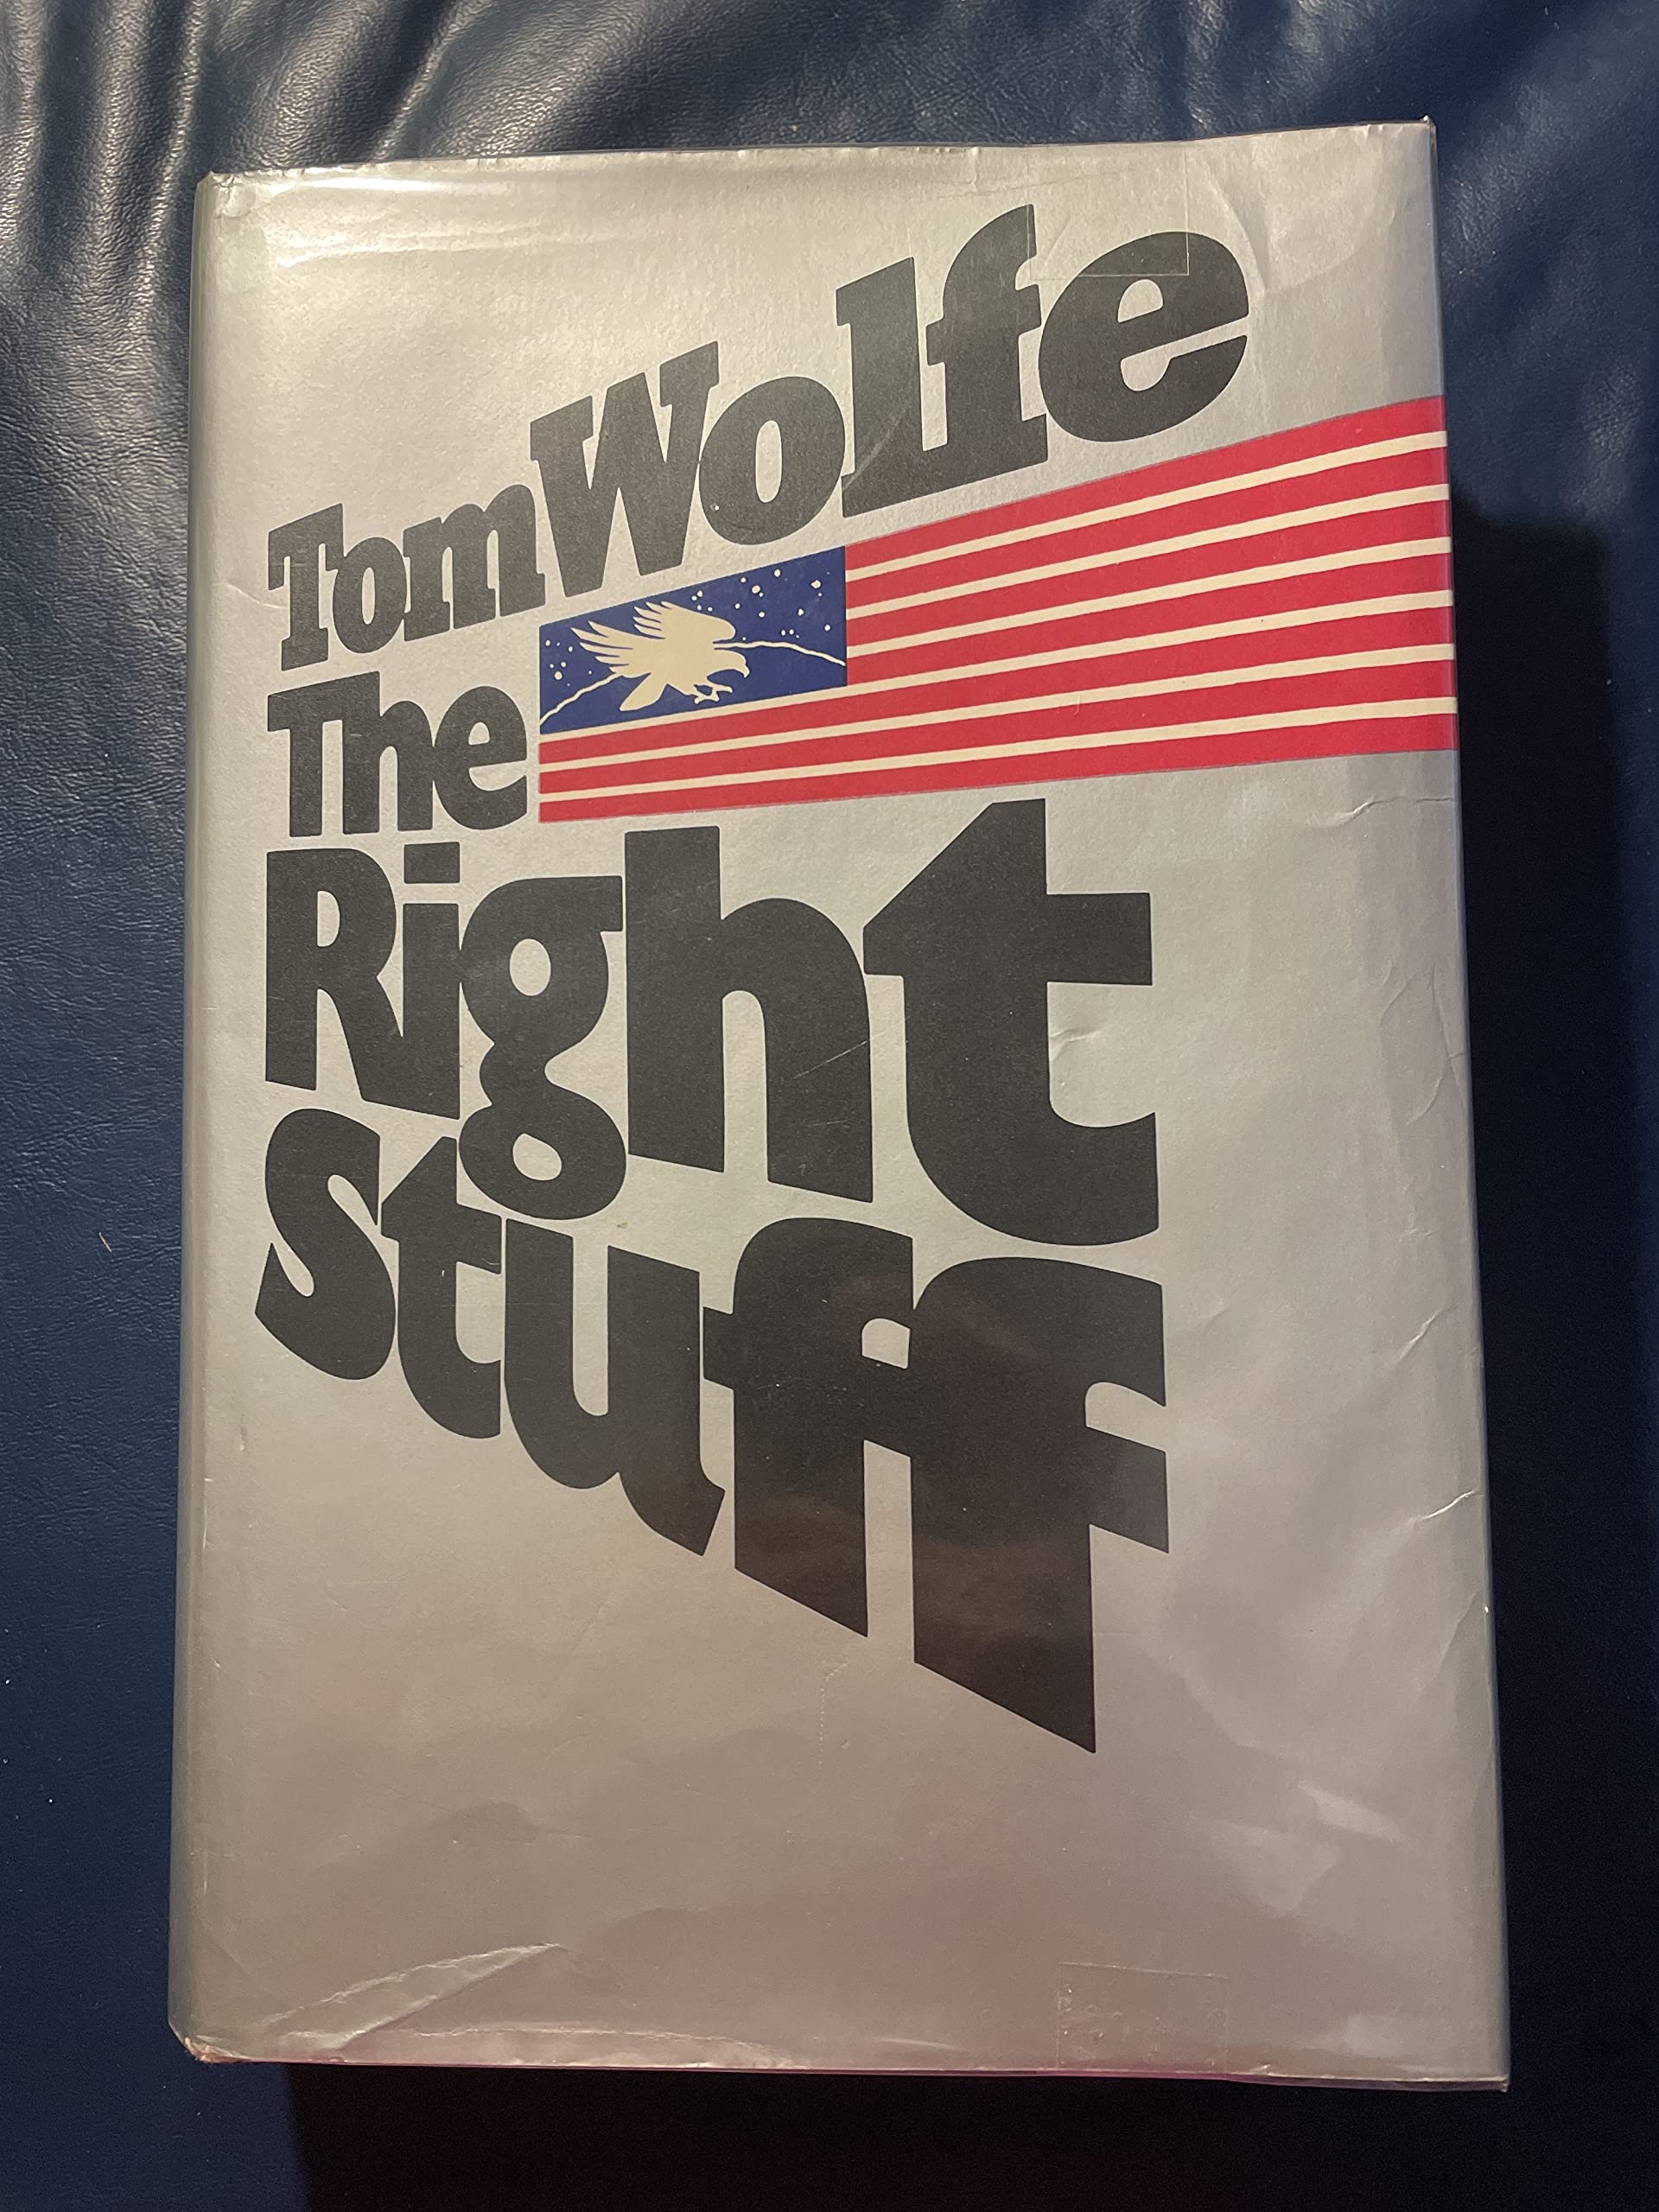 Tom Wolfe
The
Right
Stuff